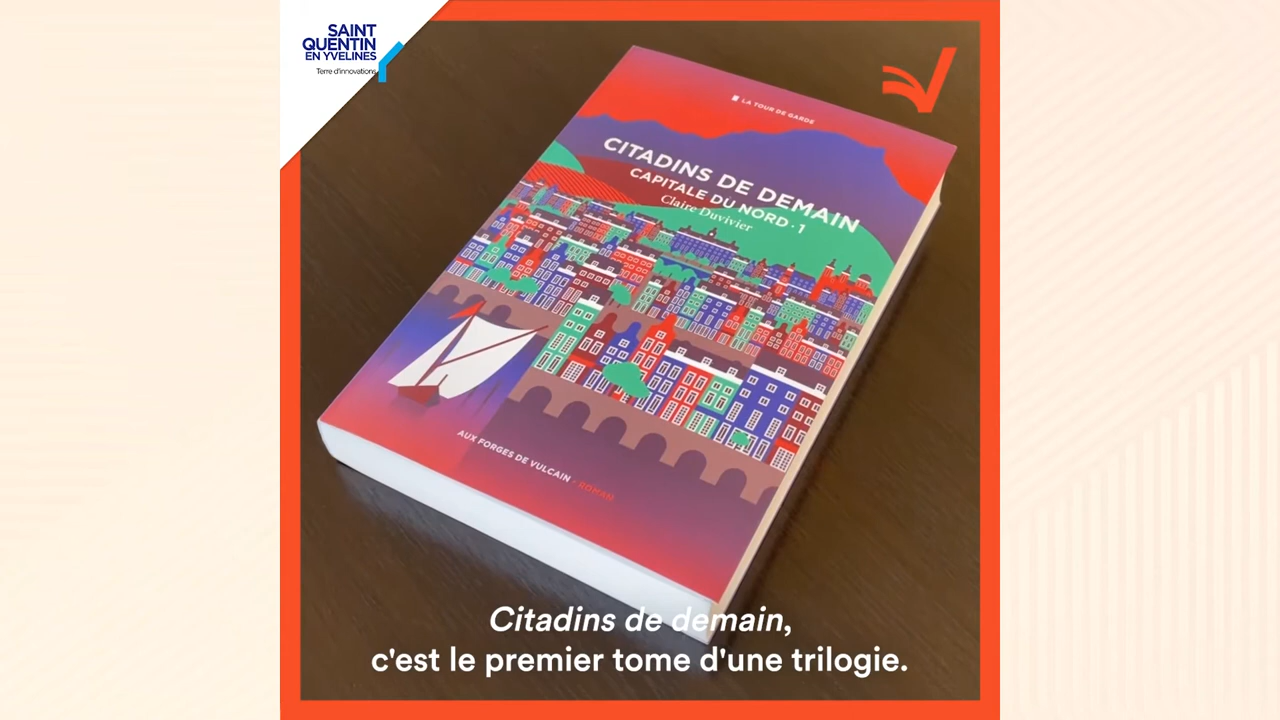 SAINT
QUENTIN
EN YVELINES
Terre d'innovations
LA TOUR DE GARDE
CITADINS DE DEMAIN
CAPITALE DU NORD · 1
Claire Duvivier
AUX FORGES DE VULCAIN · ROMAN
Citadins de demain,
c'est le premier tome d'une trilogie.